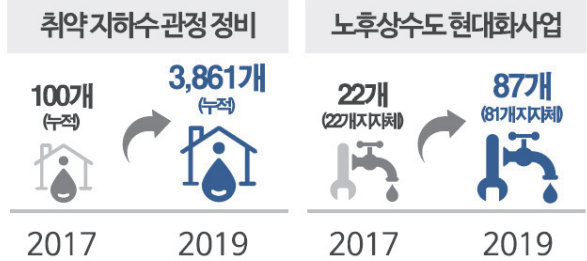 취약 지하수 관정 정비
100개
(누적)
3,861개
(누적)
2017
2019
노후상수도 현대화사업
22개
(22개지자체)
87개
(81개지자체)
2017
2019